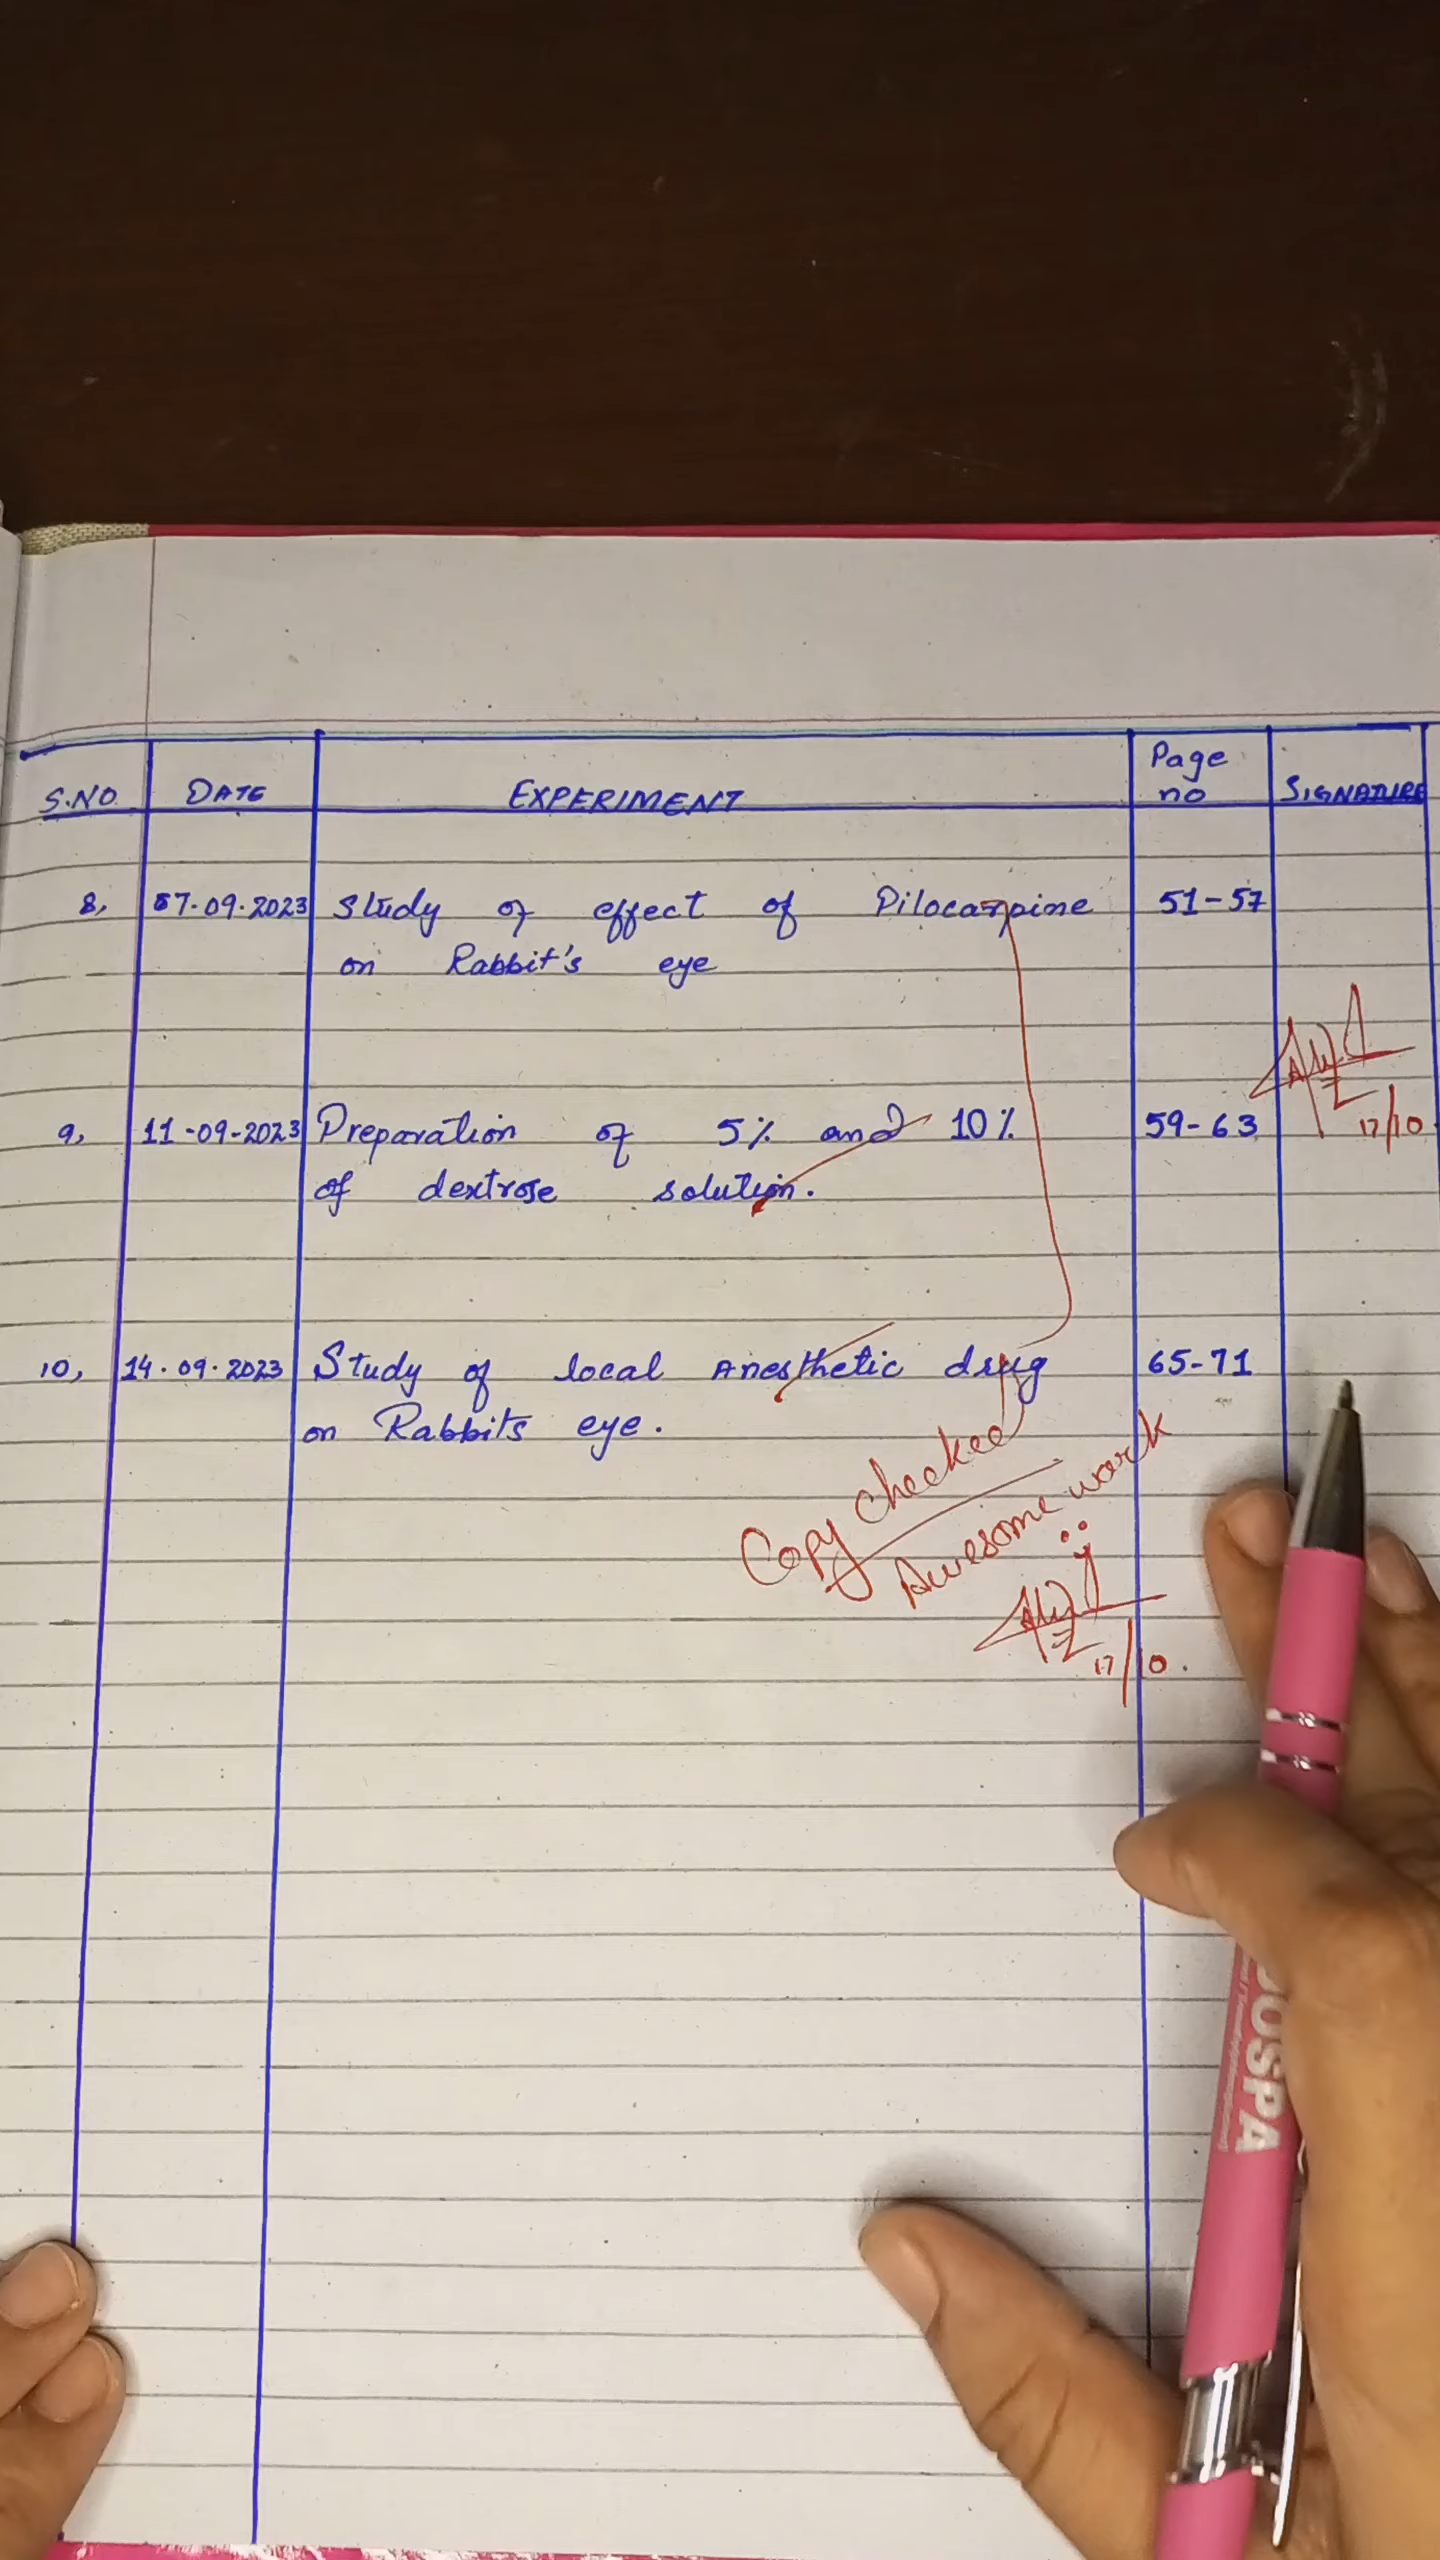 S.NO DATE EXPERIMENT Page no SIGNATURE
8, 07.09.2023 Study of effect of Pilocarpine 51-57
on Rabbit's eye
9, 11-09-2023 Preparation of 5% and 10% 59-63
of dextrose solution.
17/10
10, 14.09.2023 Study of local Anesthetic drug 65-71
on Rabbits eye.
Copy checked
Awesome work
17/10.
OSPA